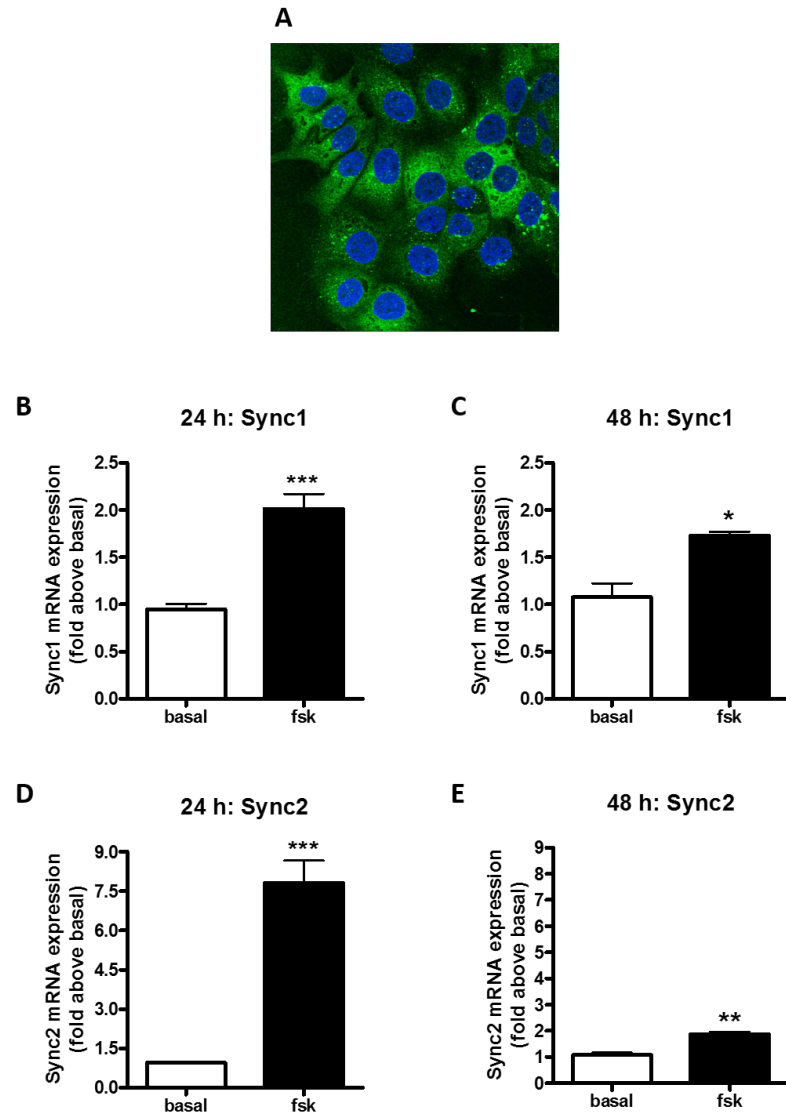 A
B
24 h: Sync1
Sync1 mRNA expression
(fold above basal)
2.5
2.0
1.5
1.0
0.5
0.0
***
basal
fsk
C
48 h: Sync1
Sync1 mRNA expression
(fold above basal)
2.5
2.0
1.5
1.0
0.5
0.0
*
basal
fsk
D
24 h: Sync2
Sync2 mRNA expression
(fold above basal)
9.0
7.5
6.0
4.5
3.0
1.5
0.0
***
basal
fsk
E
48 h: Sync2
Sync2 mRNA expression
(fold above basal)
9
8
7
6
5
4
3
2
1
0
**
basal
fsk